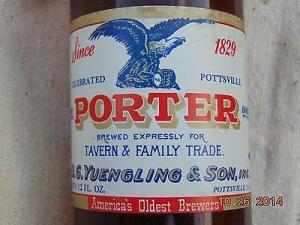 Since 1829
CELEBRATED POTTSVILLE
PORTER
BREWED EXPRESSLY FOR
TAVERN & FAMILY TRADE
D.G. YUENGLING & SON, INC.
12 FL. OZ. POTTSVILLE
America's Oldest Brewers
10 26 2014